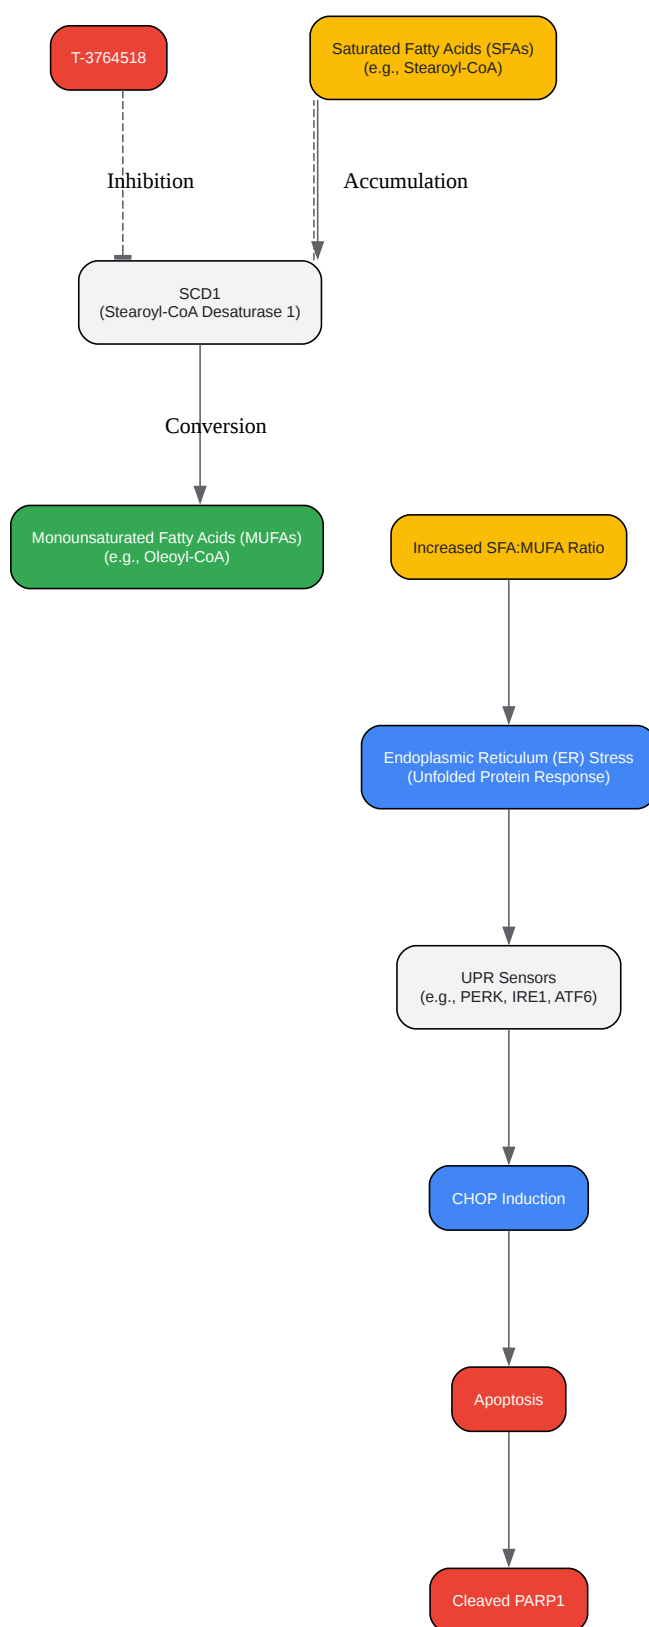 T-3764518
Saturated Fatty Acids (SFAs)
(e.g., Stearoyl-CoA)
Inhibition
Accumulation
SCD1
(Stearoyl-CoA Desaturase 1)
Conversion
Monounsaturated Fatty Acids (MUFAs)
(e.g., Oleoyl-CoA)
Increased SFA:MUFA Ratio
Endoplasmic Reticulum (ER) Stress
(Unfolded Protein Response)
UPR Sensors
(e.g., PERK, IRE1, ATF6)
CHOP Induction
Apoptosis
Cleaved PARP1